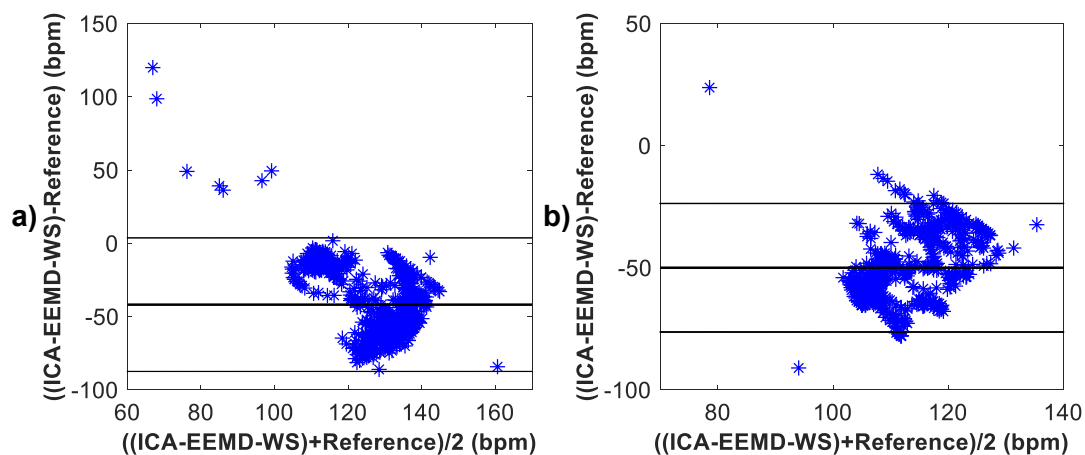 a)
((ICA-EEMD-WS)-Reference) (bpm)
150
100
50
0
-50
-100
60 80 100 120 140 160
((ICA-EEMD-WS)+Reference)/2 (bpm)
b)
((ICA-EEMD-WS)-Reference) (bpm)
50
0
-50
-100
80 100 120 140
((ICA-EEMD-WS)+Reference)/2 (bpm)